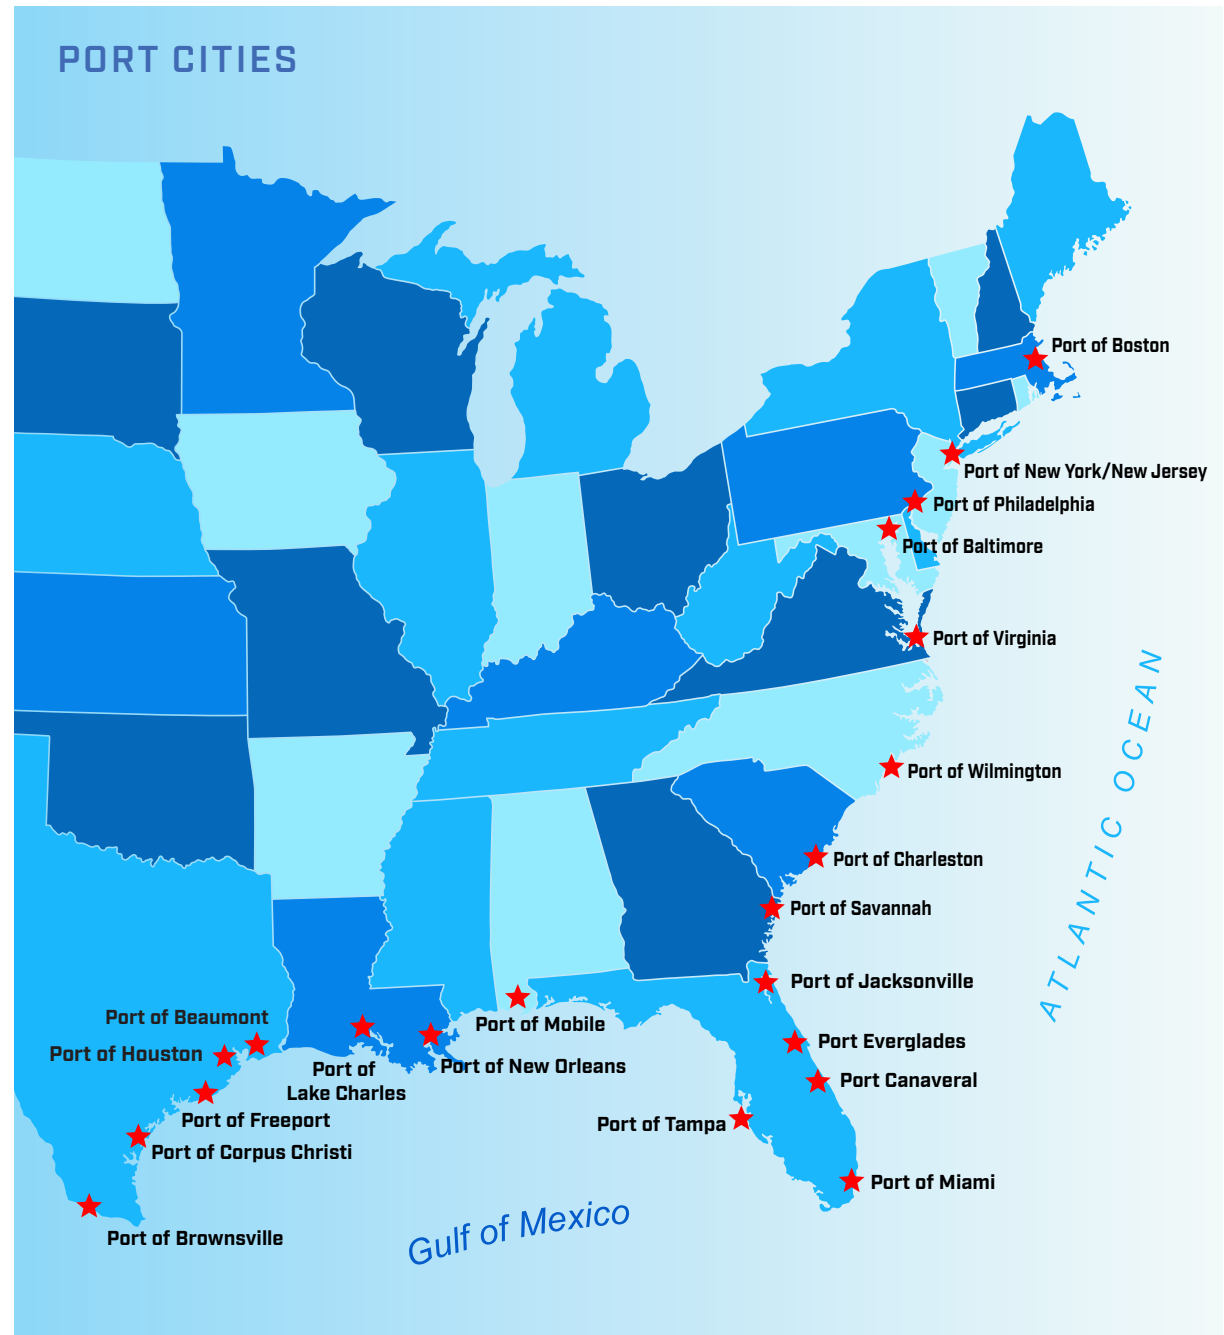 PORT CITIES
Port of Boston
Port of New York/New Jersey
Port of Philadelphia
Port of Baltimore
Port of Virginia
ATLANTIC OCEAN
Port of Wilmington
Port of Charleston
Port of Savannah
Port of Jacksonville
Port of Beaumont
Port of Mobile
Port Everglades
Port of Houston
Port of New Orleans
Port of
Lake Charles
Port Canaveral
Port of Freeport
Port of Tampa
Port of Corpus Christi
Port of Miami
Gulf of Mexico
Port of Brownsville